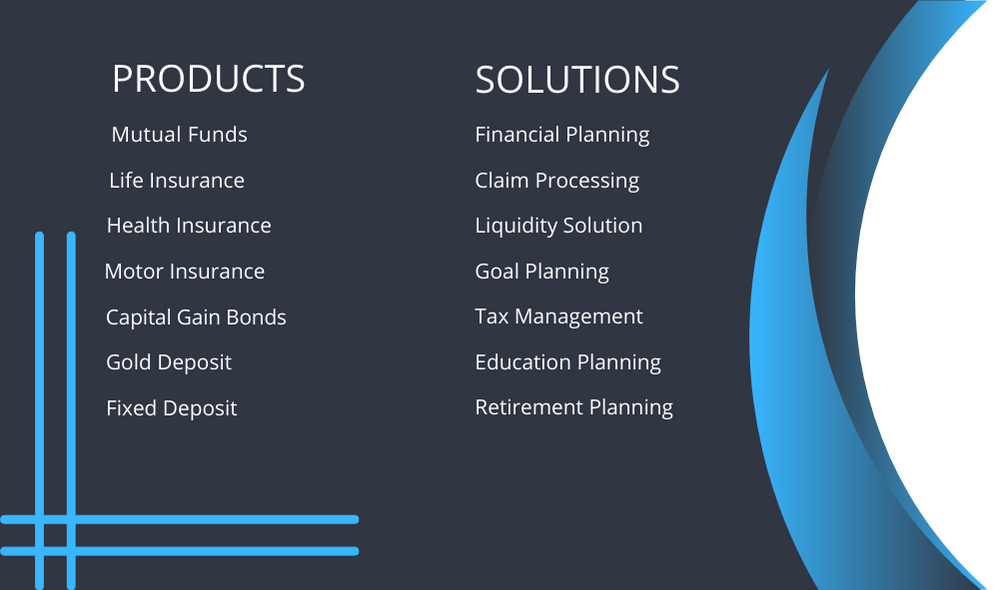 PRODUCTS
Mutual Funds
Life Insurance
Health Insurance
Motor Insurance
Capital Gain Bonds
Gold Deposit
Fixed Deposit
SOLUTIONS
Financial Planning
Claim Processing
Liquidity Solution
Goal Planning
Tax Management
Education Planning
Retirement Planning